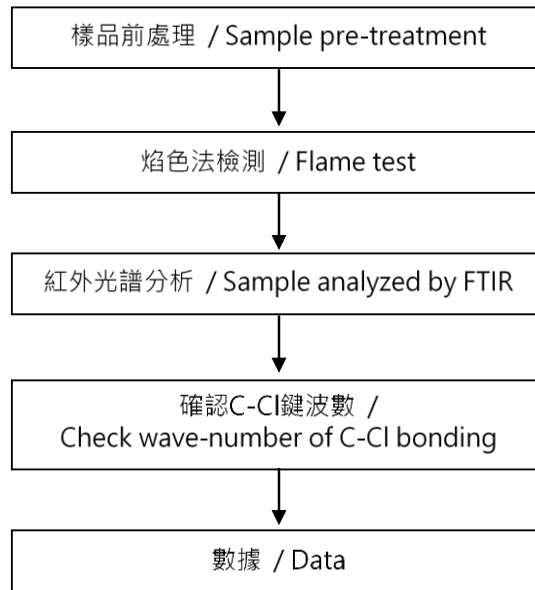 樣品前處理 / Sample pre-treatment
焰色法檢測 / Flame test
紅外光譜分析 / Sample analyzed by FTIR
確認C-Cl鍵波數 /
Check wave-number of C-Cl bonding
數據 / Data